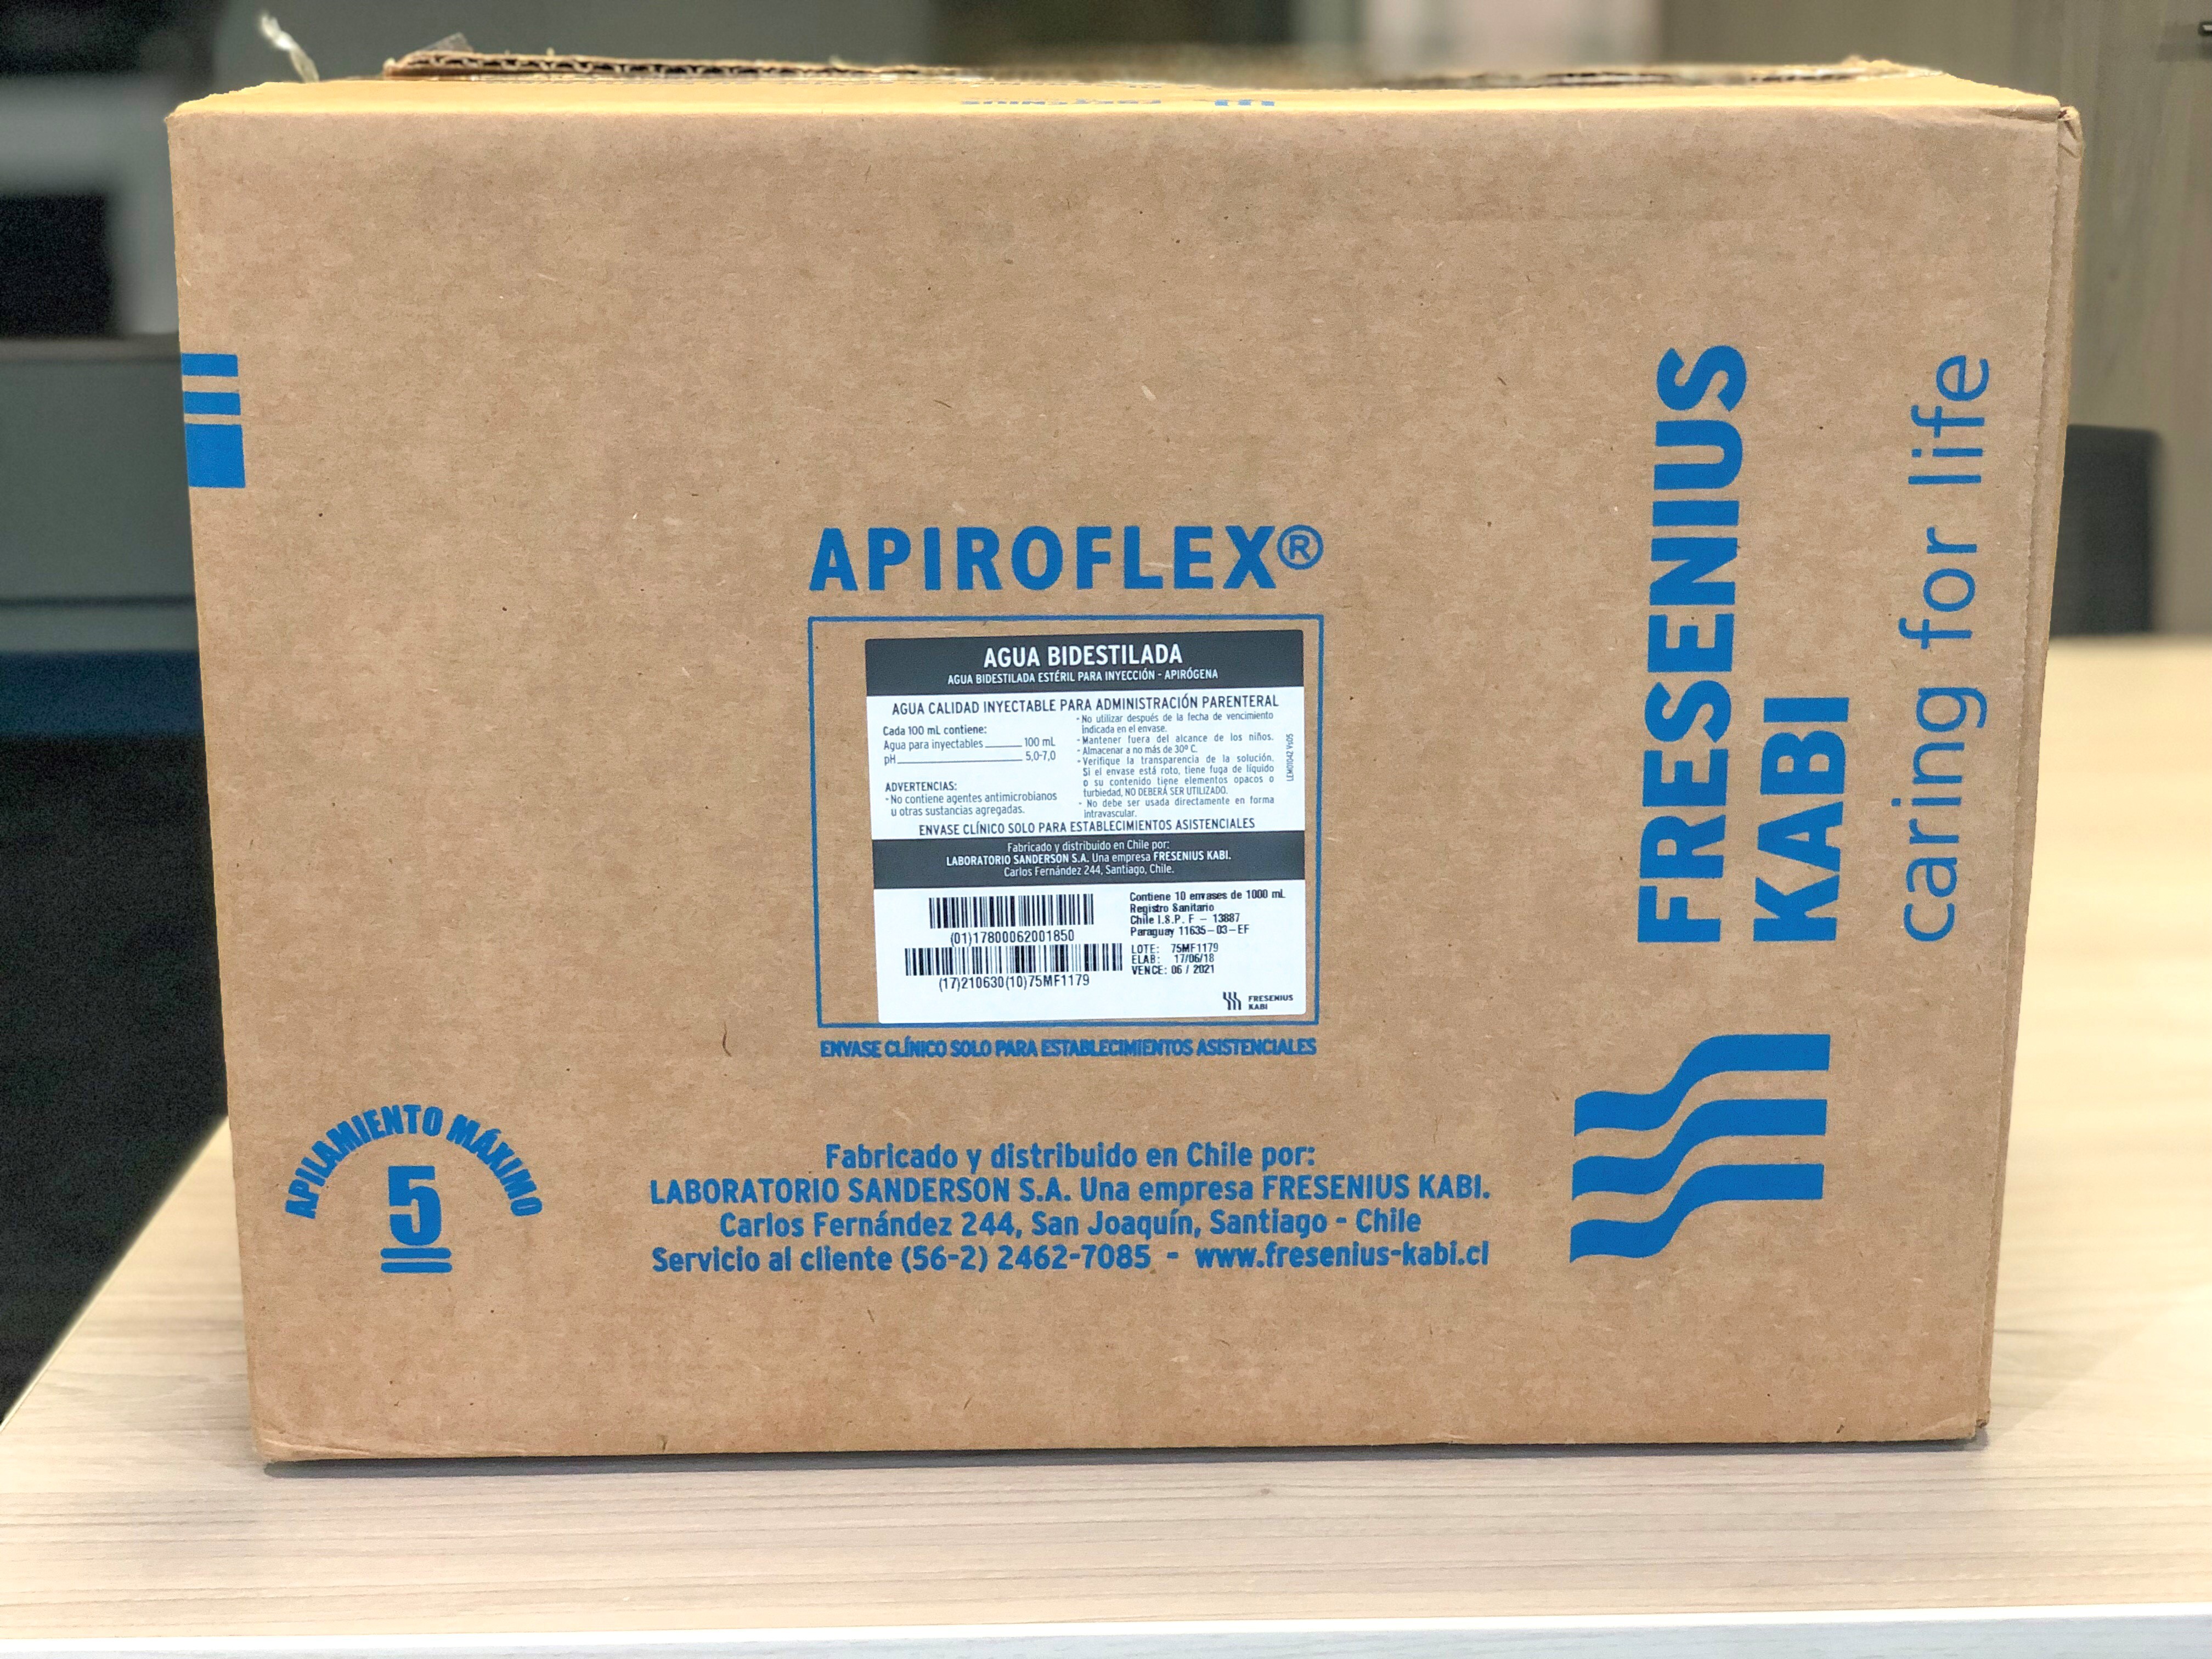 APIROFLEX®
AGUA BIDESTILADA
AGUA BIDESTILADA ESTÉRIL PARA INYECCIÓN - APIRÓGENA
AGUA CALIDAD INYECTABLE PARA ADMINISTRACIÓN PARENTERAL
Cada 100 mL contiene:
Agua para inyectables 100 mL
pH 5,0-7,0
ADVERTENCIAS:
- No contiene agentes antimicrobianos
u otras sustancias agregadas.
- No utilizar después de la fecha de vencimiento
indicada en el envase.
- Mantener fuera del alcance de los niños.
- Almacenar a no más de 30º C.
- Verifique la transparencia de la solución.
Si el envase está roto, tiene fuga de líquido
o su contenido tiene elementos opacos o
turbiedad, NO DEBERÁ SER UTILIZADO.
- No debe ser usada directamente en forma
intravascular.
ENVASE CLÍNICO SOLO PARA ESTABLECIMIENTOS ASISTENCIALES
Fabricado y distribuido en Chile por:
LABORATORIO SANDERSON S.A. Una empresa FRESENIUS KABI.
Carlos Fernández 244, Santiago, Chile.
(01)17800062001850
(17)210630(10)75MF1179
Contiene 10 envases de 1000 mL
Registro Sanitario
Chile I.S.P. F – 13887
Paraguay 11635-03-EF
LOTE: 75MF1179
ELAB: 17/06/18
VENCE: 06 / 2021
FRESENIUS
KABI
ENVASE CLÍNICO SOLO PARA ESTABLECIMIENTOS ASISTENCIALES
APILAMIENTO MÁXIMO
5
Fabricado y distribuido en Chile por:
LABORATORIO SANDERSON S.A. Una empresa FRESENIUS KABI.
Carlos Fernández 244, San Joaquín, Santiago - Chile
Servicio al cliente (56-2) 2462-7085 - www.fresenius-kabi.cl
FRESENIUS
KABI
caring for life